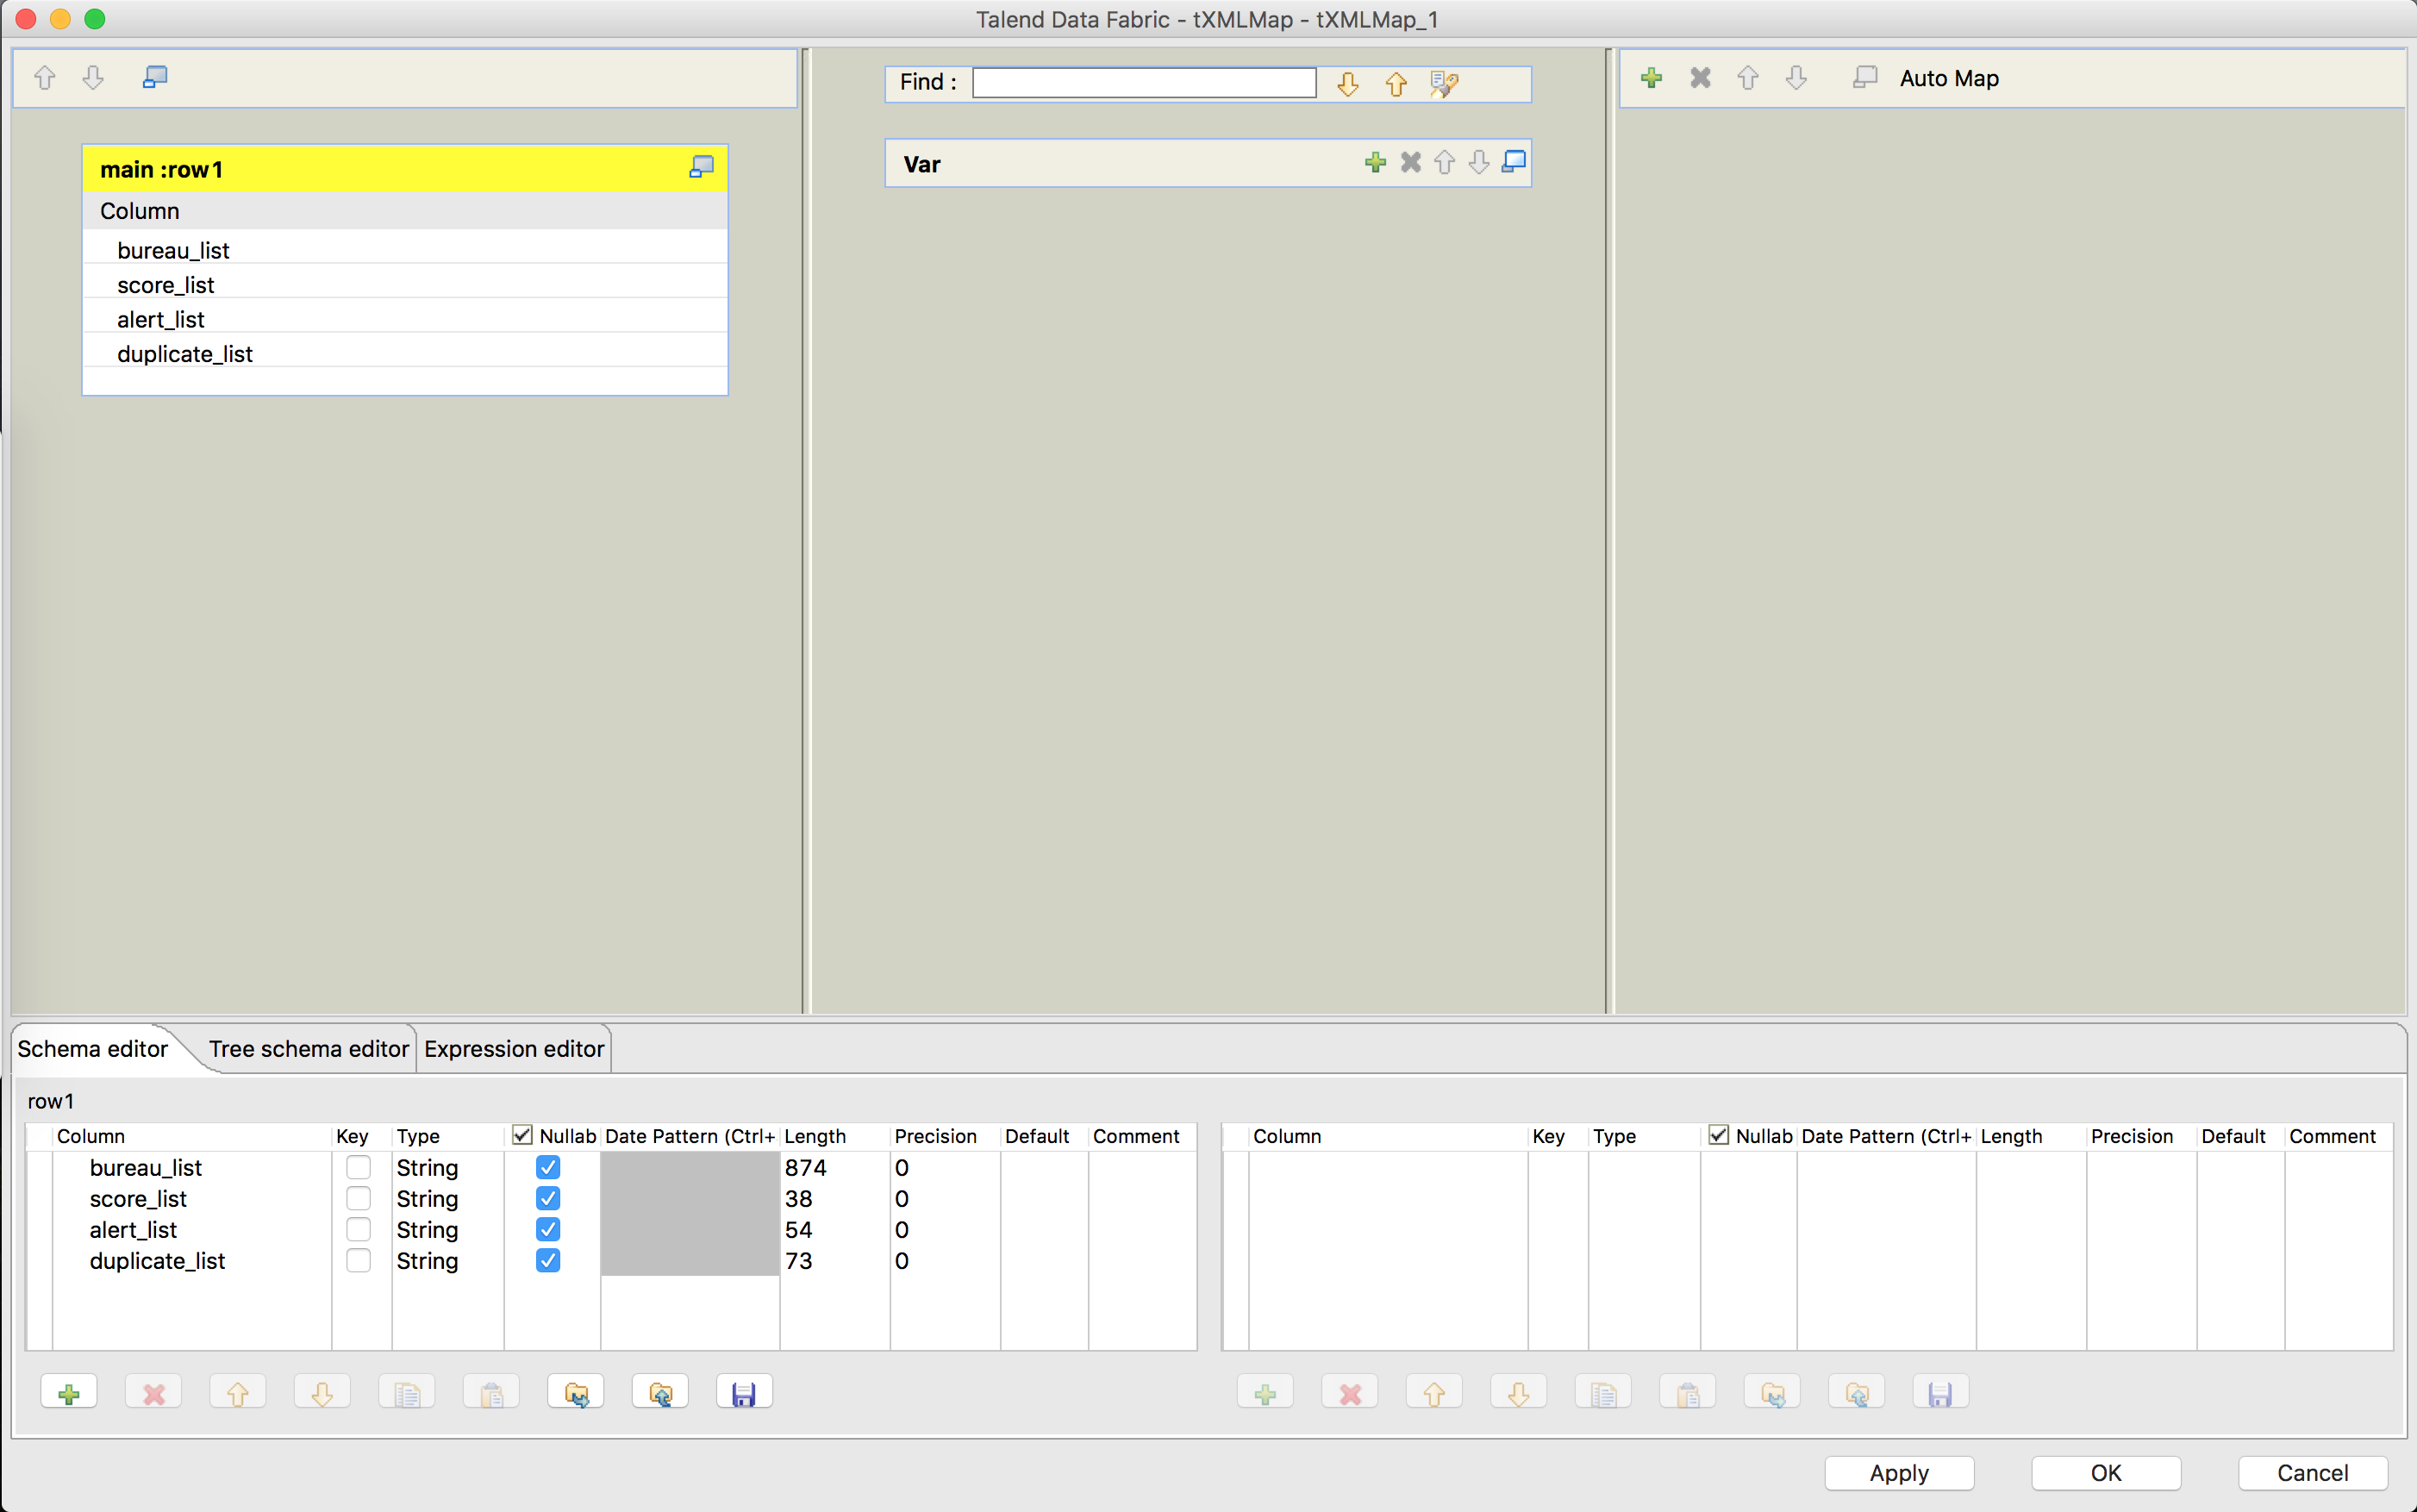 Talend Data Fabric - tXMLMap - tXMLMap_1
Find :
Auto Map
main :row1
Var
Column
bureau_list
score_list
alert_list
duplicate_list
Schema editor Tree schema editor Expression editor
row1
Column Key Type Nullab Date Pattern (Ctrl+ Length Precision Default Comment
bureau_list String 874 0
score_list String 38 0
alert_list String 54 0
duplicate_list String 73 0
Column Key Type Nullab Date Pattern (Ctrl+ Length Precision Default Comment
Apply OK Cancel